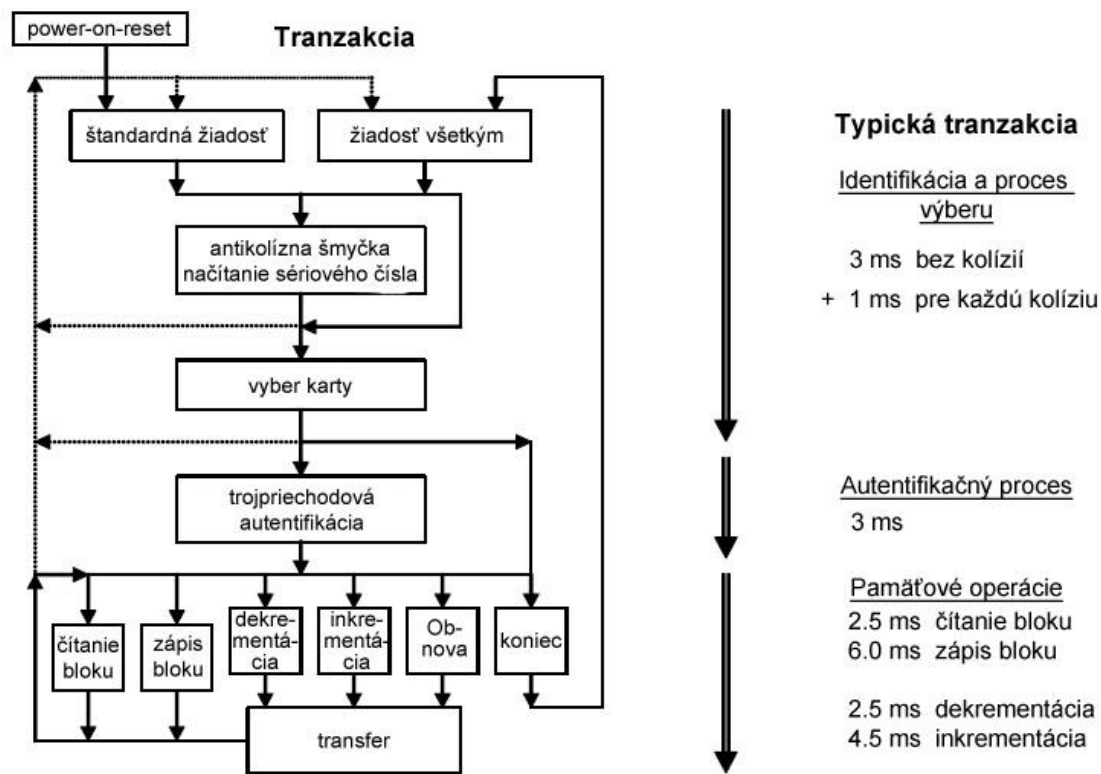 power-on-reset
Tranzakcia
štandardná žiadosť
žiadosť všetkým
antikolízna šmyčka
načítanie sériového čísla
vyber karty
trojpriechodová
autentifikácia
čítanie
bloku
zápis
bloku
dekre-
mentá-
cia
inkre-
mentá-
cia
Ob-
nova
koniec
transfer
Typická tranzakcia
Identifikácia a proces
výberu
3 ms bez kolízií
+ 1 ms pre každú kolíziu
Autentifikačný proces
3 ms
Pamäťové operácie
2.5 ms čítanie bloku
6.0 ms zápis bloku
2.5 ms dekrementácia
4.5 ms inkrementácia